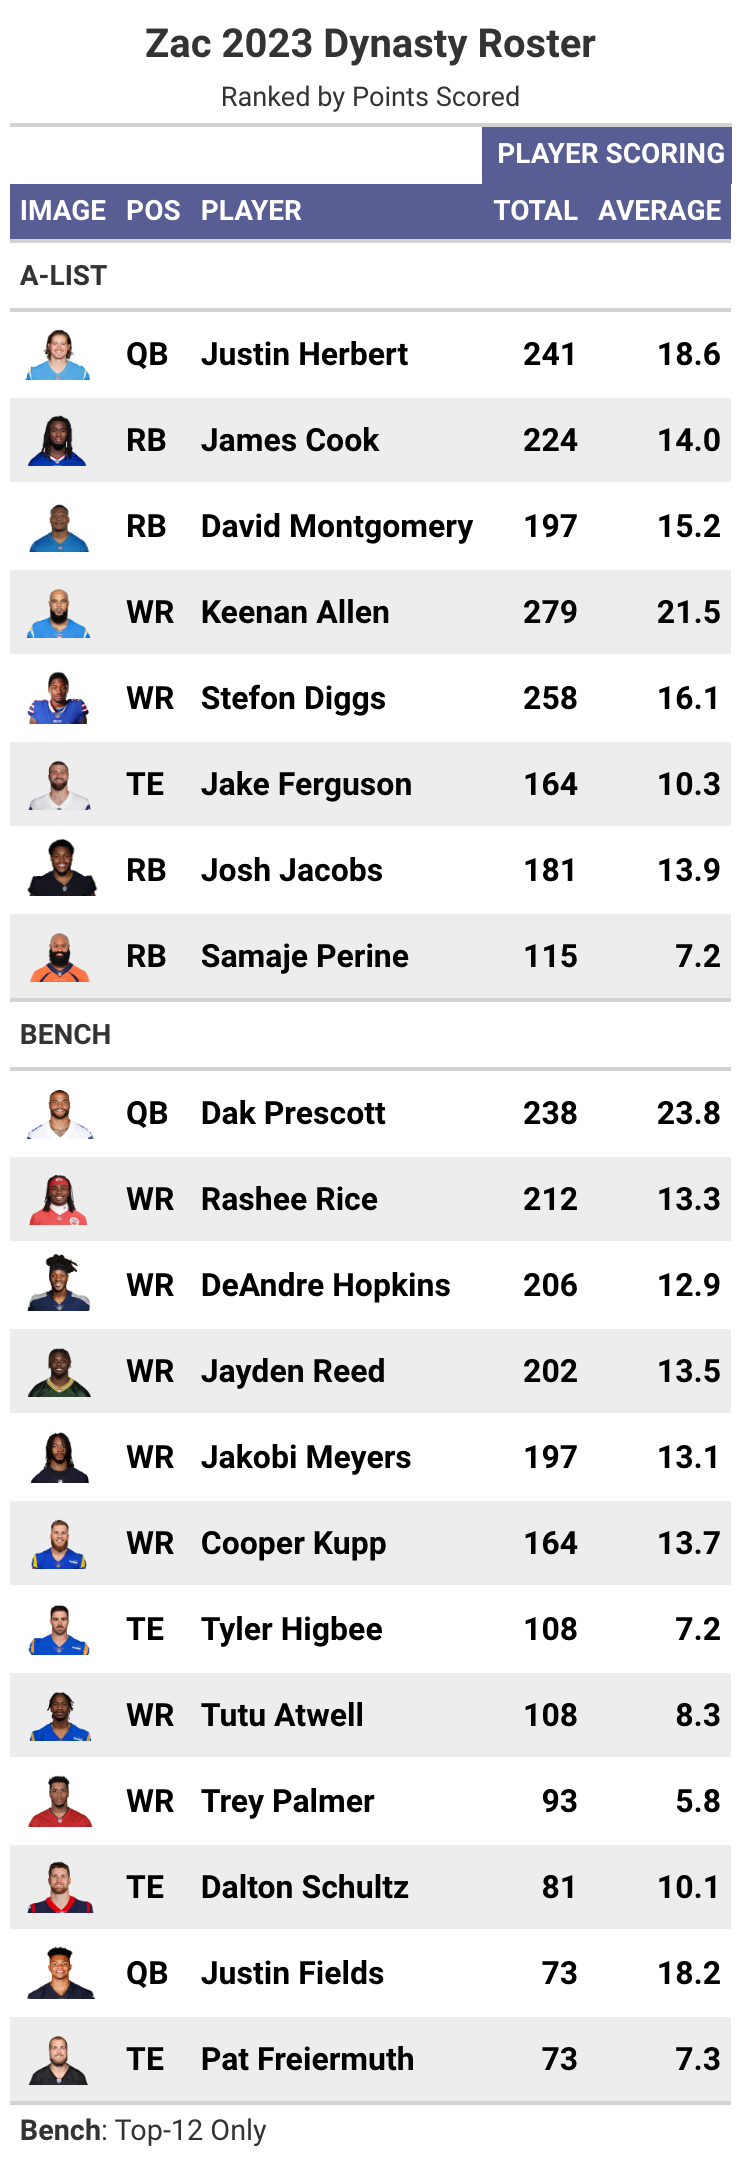 Zac 2023 Dynasty Roster
Ranked by Points Scored
PLAYER SCORING
IMAGE POS PLAYER TOTAL AVERAGE
A-LIST
QB Justin Herbert 241 18.6
RB James Cook 224 14.0
RB David Montgomery 197 15.2
WR Keenan Allen 279 21.5
WR Stefon Diggs 258 16.1
TE Jake Ferguson 164 10.3
RB Josh Jacobs 181 13.9
RB Samaje Perine 115 7.2
BENCH
QB Dak Prescott 238 23.8
WR Rashee Rice 212 13.3
WR DeAndre Hopkins 206 12.9
WR Jayden Reed 202 13.5
WR Jakobi Meyers 197 13.1
WR Cooper Kupp 164 13.7
TE Tyler Higbee 108 7.2
WR Tutu Atwell 108 8.3
WR Trey Palmer 93 5.8
TE Dalton Schultz 81 10.1
QB Justin Fields 73 18.2
TE Pat Freiermuth 73 7.3
Bench: Top-12 Only